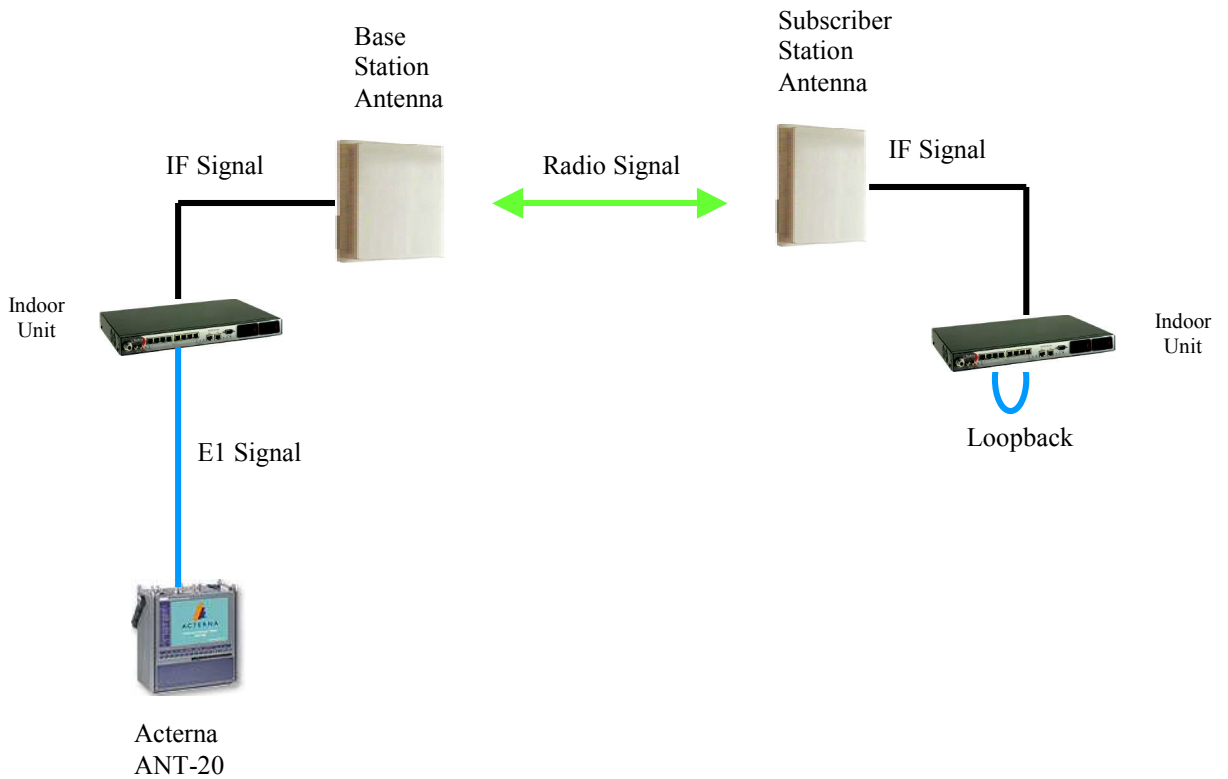 Base
Station
Antenna
Subscriber
Station
Antenna
IF Signal
Radio Signal
IF Signal
Indoor
Unit
Indoor
Unit
Loopback
E1 Signal
ACTERNA
Acterna
ANT-20